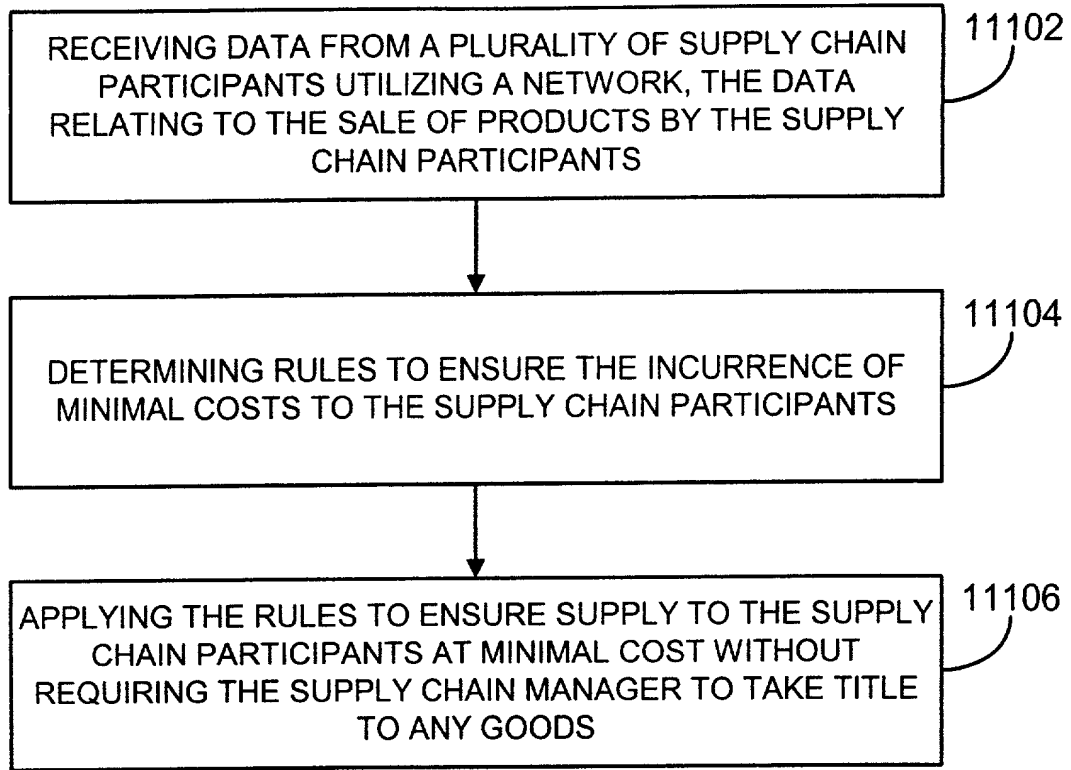 RECEIVING DATA FROM A PLURALITY OF SUPPLY CHAIN
PARTICIPANTS UTILIZING A NETWORK, THE DATA
RELATING TO THE SALE OF PRODUCTS BY THE SUPPLY
CHAIN PARTICIPANTS
11102
DETERMINING RULES TO ENSURE THE INCURRENCE OF
MINIMAL COSTS TO THE SUPPLY CHAIN PARTICIPANTS
11104
APPLYING THE RULES TO ENSURE SUPPLY TO THE SUPPLY
CHAIN PARTICIPANTS AT MINIMAL COST WITHOUT
REQUIRING THE SUPPLY CHAIN MANAGER TO TAKE TITLE
TO ANY GOODS
11106